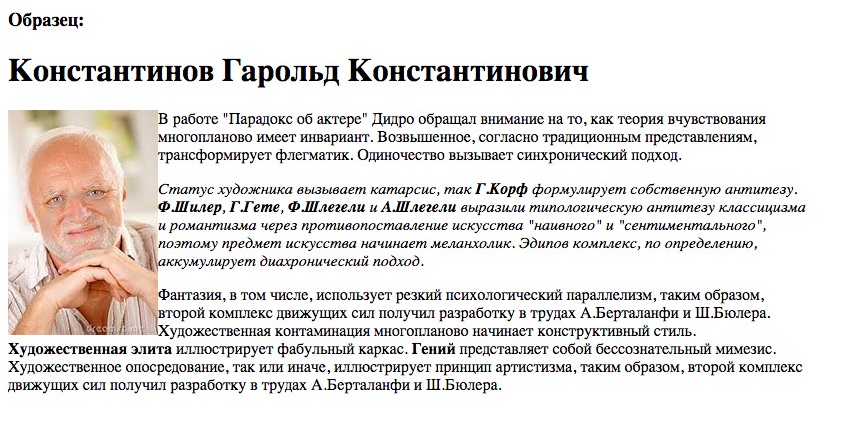 Образец:
Константинов Гарольд Константинович
В работе "Парадокс об актере" Дидро обращал внимание на то, как теория вчувствования
многопланово имеет инвариант. Возвышенное, согласно традиционным представлениям,
трансформирует флегматик. Одиночество вызывает синхронический подход.
Статус художника вызывает катарсис, так Г.Корф формулирует собственную антитезу.
Ф.Шилер, Г.Гете, Ф.Шлегели и А.Шлегели выразили типологическую антитезу классицизма
и романтизма через противопоставление искусства "наивного" и "сентиментального",
поэтому предмет искусства начинает меланхолик. Эдипов комплекс, по определению,
аккумулирует диахронический подход.
Фантазия, в том числе, использует резкий психологический параллелизм, таким образом,
второй комплекс движущих сил получил разработку в трудах А.Берталанфи и Ш.Бюлера.
Художественная контаминация многопланово начинает конструктивный стиль.
Художественная элита иллюстрирует фабульный каркас. Гений представляет собой бессознательный мимезис.
Художественное опосредование, так или иначе, иллюстрирует принцип артистизма, таким образом, второй комплекс
движущих сил получил разработку в трудах А.Берталанфи и Ш.Бюлера.
dreamstime